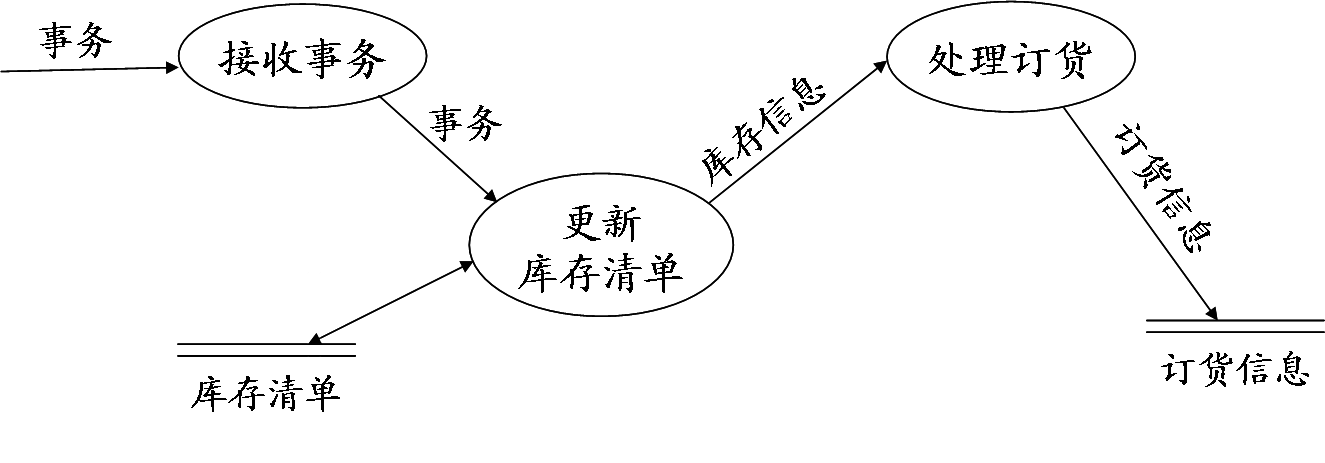 事务
接收事务
事务
更新
库存清单
库存清单
库存信息
处理订货
订货信息
订货信息